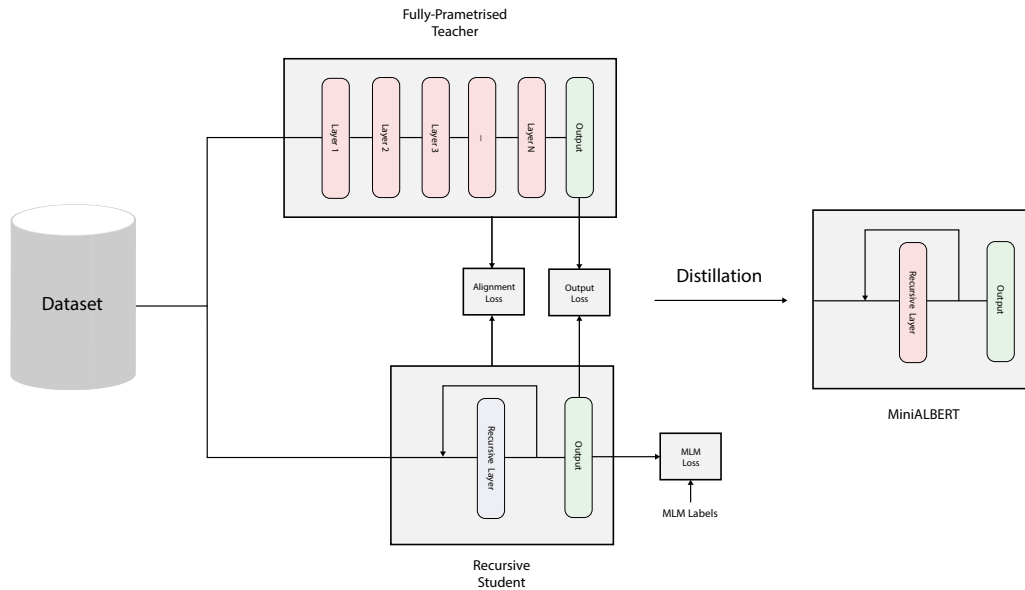 Fully-Prametrised
Teacher
Layer 1
Layer 2
Layer 3
...
Layer N
Output
Dataset
Alignment
Loss
Output
Loss
Distillation
Recursive Layer
Output
MiniALBERT
Recursive Layer
Output
MLM
Loss
MLM Labels
Recursive
Student